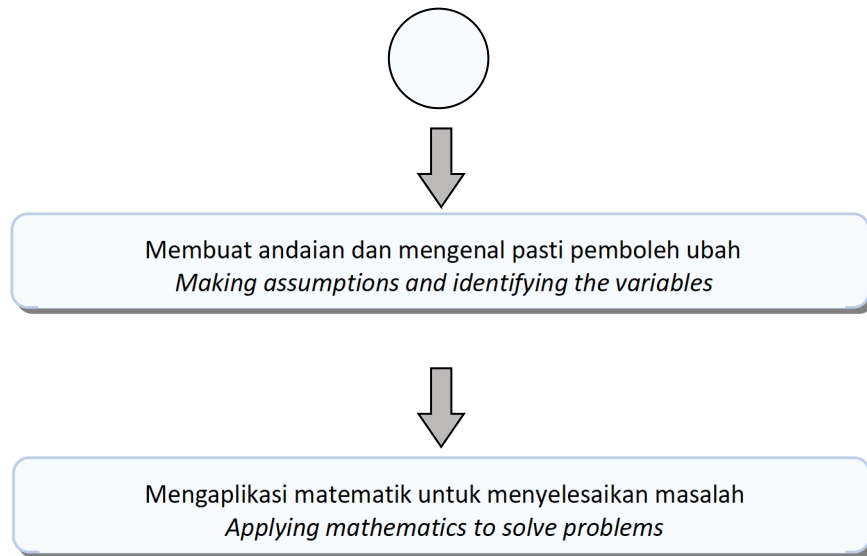 Membuat andaian dan mengenal pasti pemboleh ubah
Making assumptions and identifying the variables
Mengaplikasi matematik untuk menyelesaikan masalah
Applying mathematics to solve problems